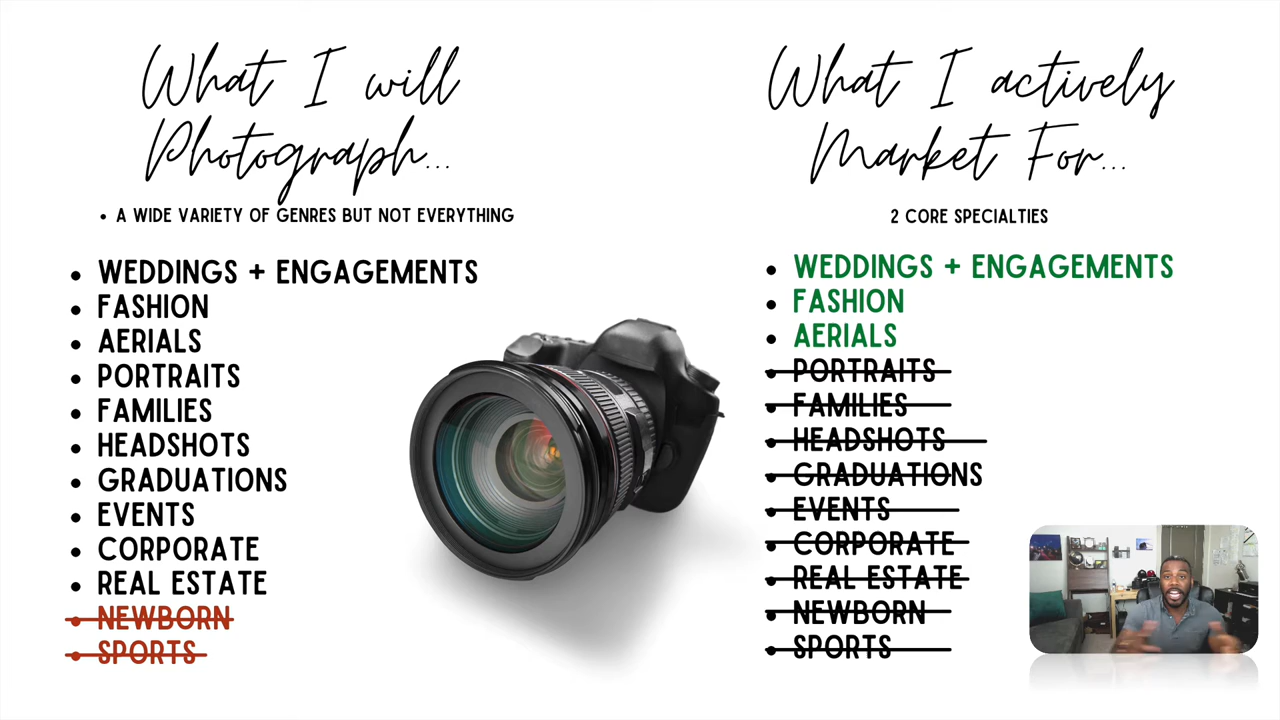 What I will
Photograph...
• A WIDE VARIETY OF GENRES BUT NOT EVERYTHING
• WEDDINGS + ENGAGEMENTS
• FASHION
• AERIALS
• PORTRAITS
• FAMILIES
• HEADSHOTS
• GRADUATIONS
• EVENTS
• CORPORATE
• REAL ESTATE
• NEWBORN
• SPORTS
What I actively
Market For...
2 CORE SPECIALTIES
• WEDDINGS + ENGAGEMENTS
• FASHION
• AERIALS
• PORTRAITS
• FAMILIES
• HEADSHOTS
• GRADUATIONS
• EVENTS
• CORPORATE
• REAL ESTATE
• NEWBORN
• SPORTS